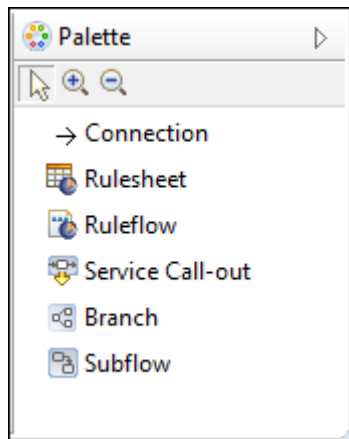 Palette
Connection
Rulesheet
Ruleflow
Service Call-out
Branch
Subflow